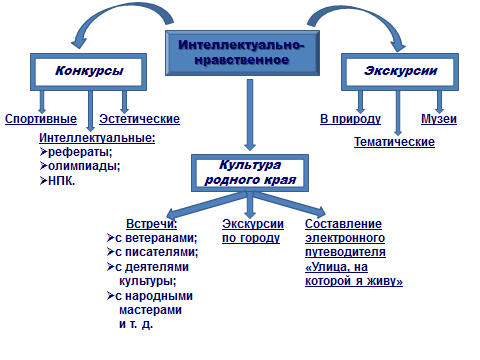 Интеллектуально-
нравственное
Конкурсы
Экскурсии
Спортивные
Эстетические
Интеллектуальные:
➢рефераты;
➢олимпиады;
➢НПК.
В природу
Музеи
Тематические
Культура
родного края
Встречи:
➢с ветеранами;
➢с писателями;
➢с деятелями
культуры;
➢с народными
мастерами
и т. д.
Экскурсии
по городу
Составление
электронного
путеводителя
«Улица, на
которой я живу»